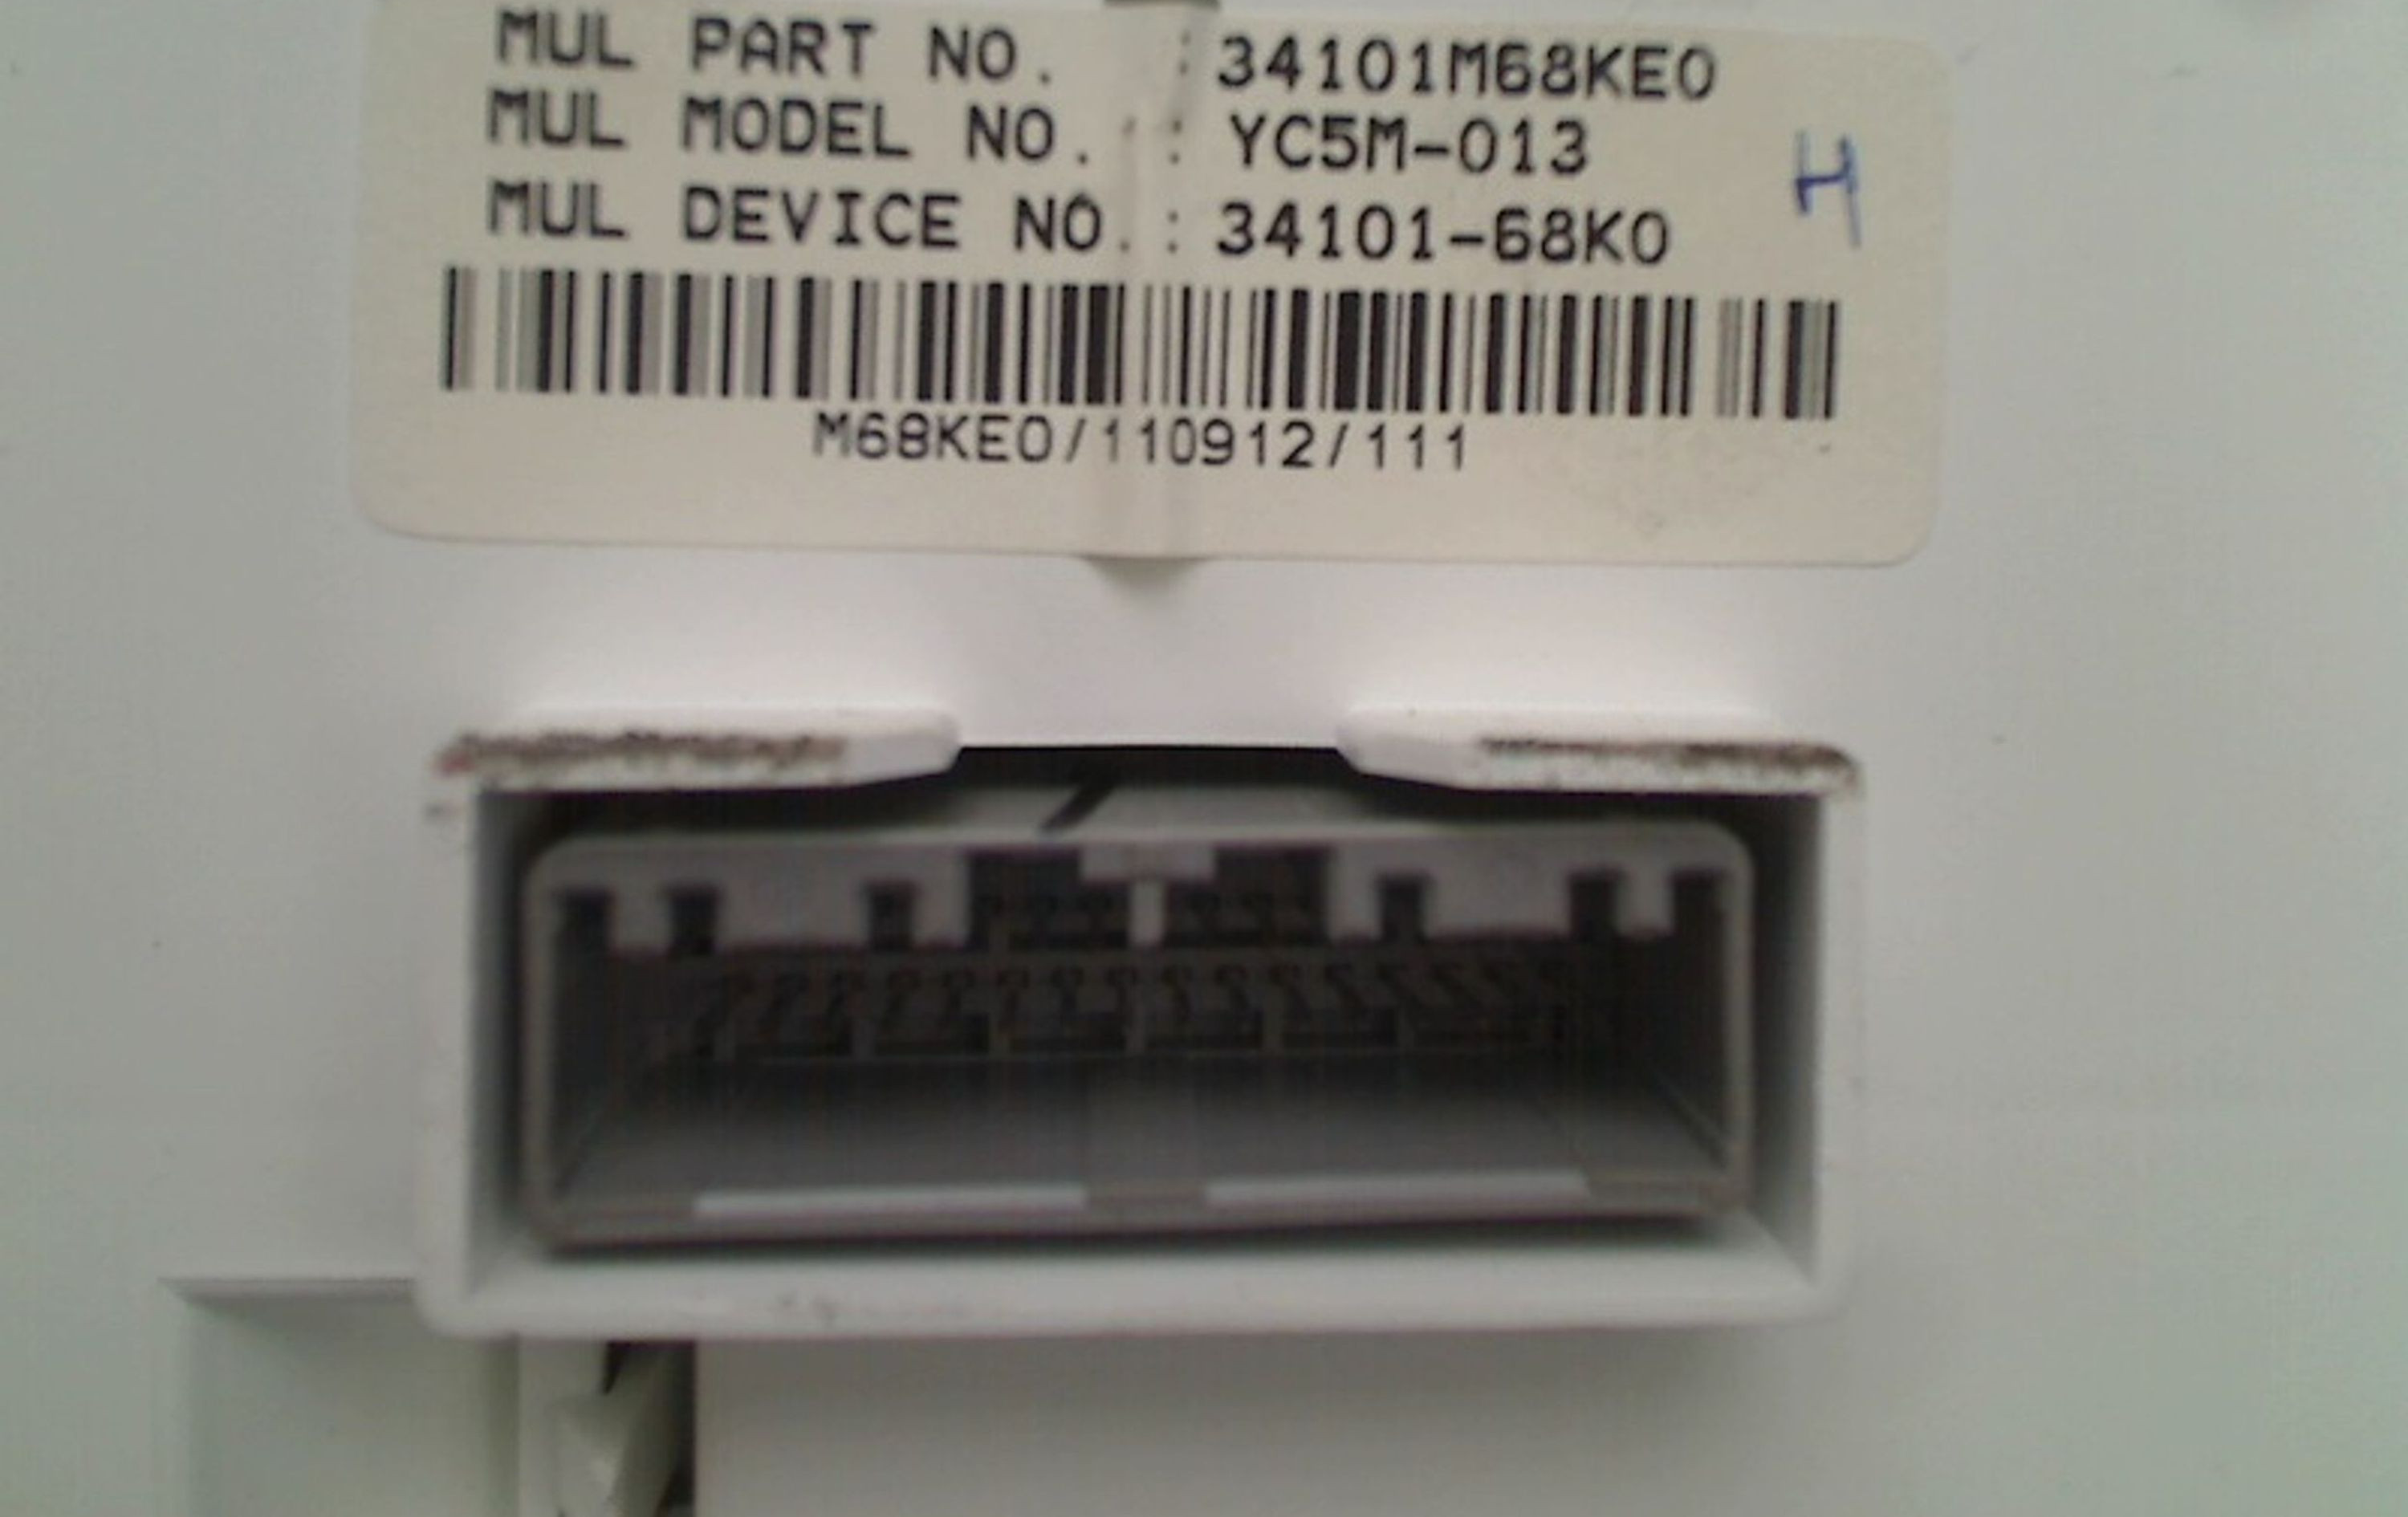 MUL PART NO. : 34101M68KE0
MUL MODEL NO. : YC5M-013
MUL DEVICE NO. : 34101-68K0
H
M68KE0/110912/111